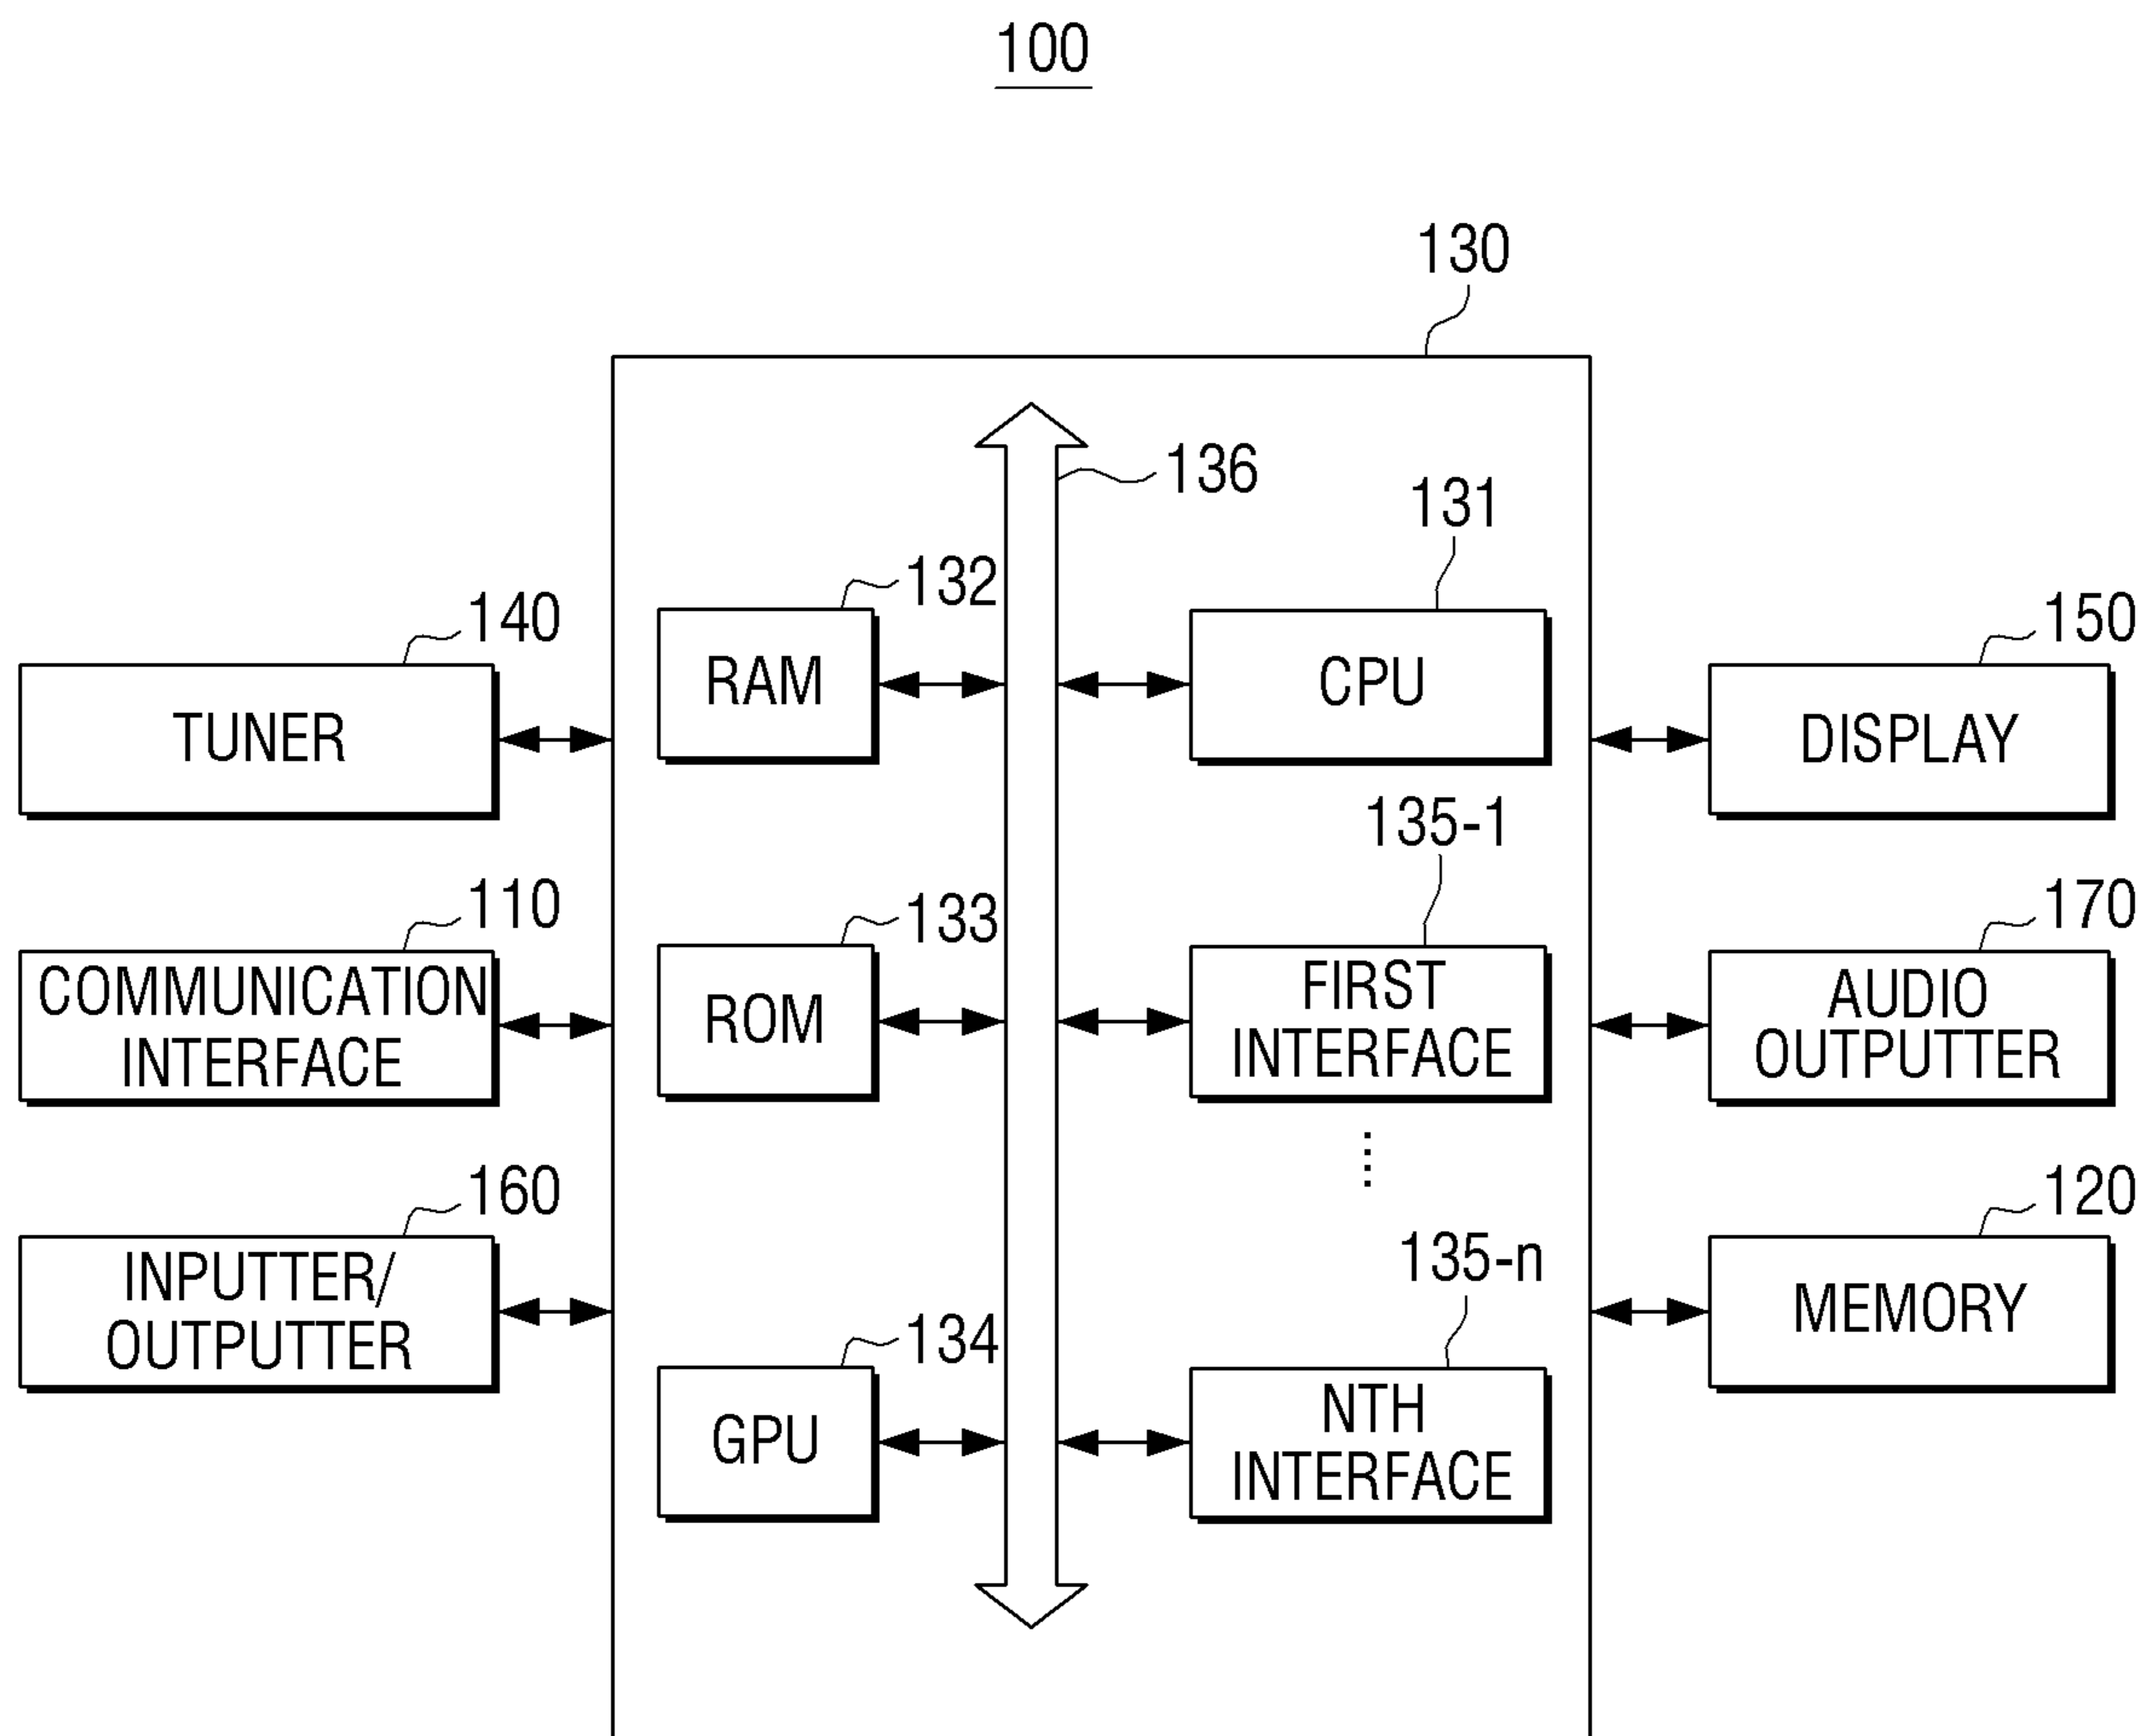 100
130
136
131
132
140
150
RAM
CPU
TUNER
DISPLAY
135-1
110
133
170
COMMUNICATION
INTERFACE
ROM
FIRST
INTERFACE
AUDIO
OUTPUTTER
160
120
135-n
INPUTTER/
OUTPUTTER
134
MEMORY
GPU
NTH
INTERFACE